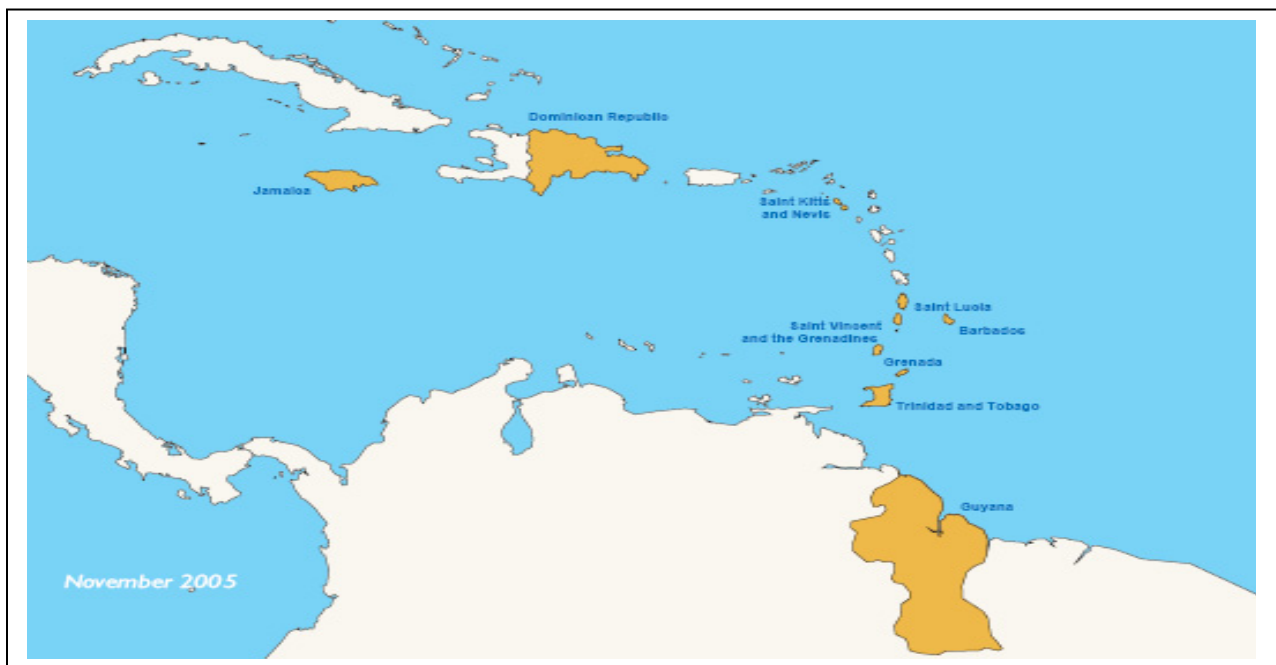 Dominican Republic
Jamaica
Saint Kitts
and Nevis
Saint Lucia
Saint Vincent
and the Grenadines
Barbados
Grenada
Trinidad and Tobago
Guyana
November 2005